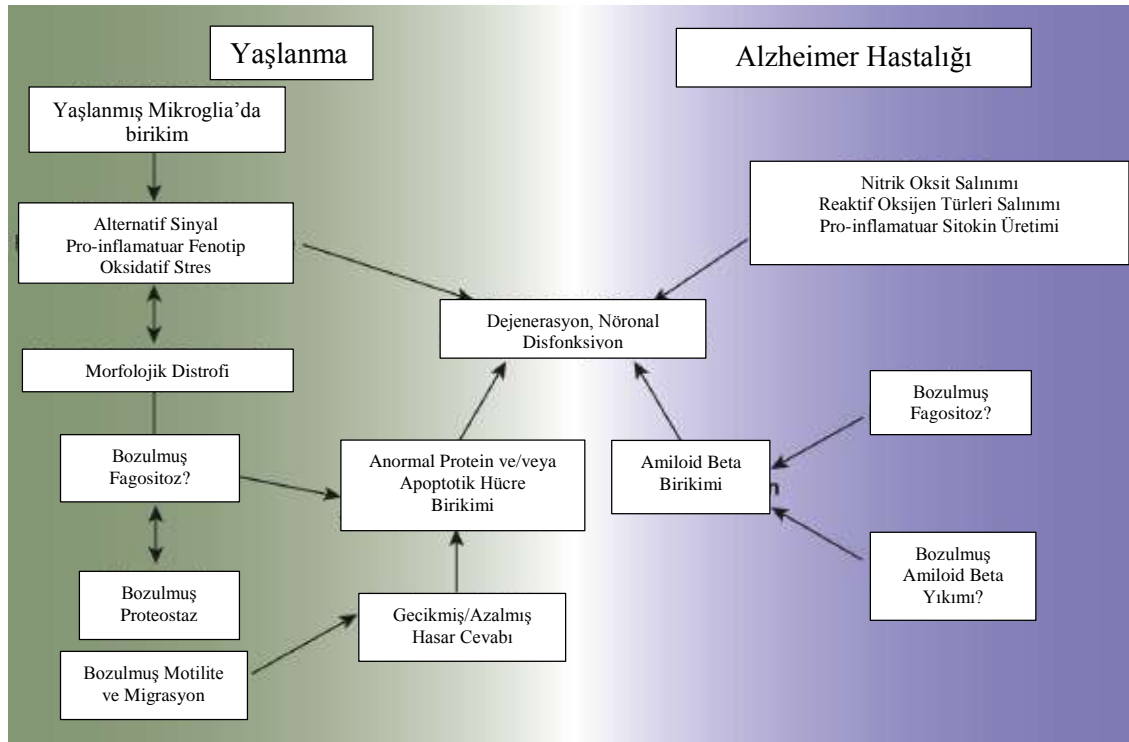 Yaşlanma
Alzheimer Hastalığı
Yaşlanmış Mikroglia’da
birikim
Alternatif Sinyal
Pro-inflamatuar Fenotip
Oksidatif Stres
Nitrik Oksit Salınımı
Reaktif Oksijen Türleri Salınımı
Pro-inflamatuar Sitokin Üretimi
Dejenerasyon, Nöronal
Disfonksiyon
Morfolojik Distrofi
Bozulmuş
Fagositoz?
Anormal Protein ve/veya
Apoptotik Hücre
Birikimi
Amiloid Beta
Birikimi
Bozulmuş
Fagositoz?
Bozulmuş
Proteostaz
Gecikmiş/Azalmış
Hasar Cevabı
Bozulmuş
Amiloid Beta
Yıkımı?
Bozulmuş Motilite
ve Migrasyon